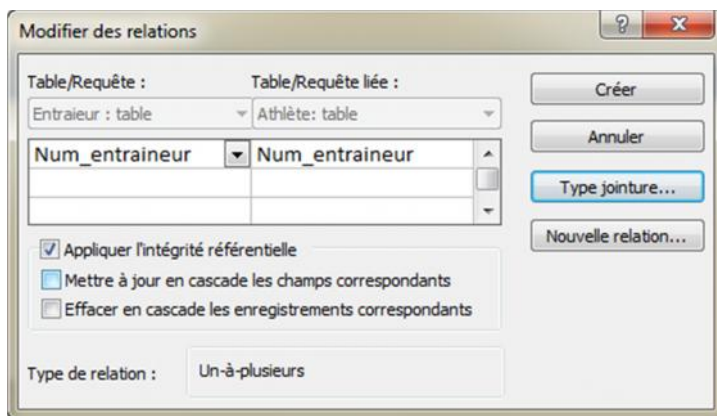 Modifier des relations
Table/Requête : Table/Requête liée :
Entraieur : table Athlète: table
Num_entraineur Num_entraineur
Appliquer l'intégrité référentielle
Mettre à jour en cascade les champs correspondants
Effacer en cascade les enregistrements correspondants
Type de relation : Un-à-plusieurs
Créer
Annuler
Type jointure...
Nouvelle relation...